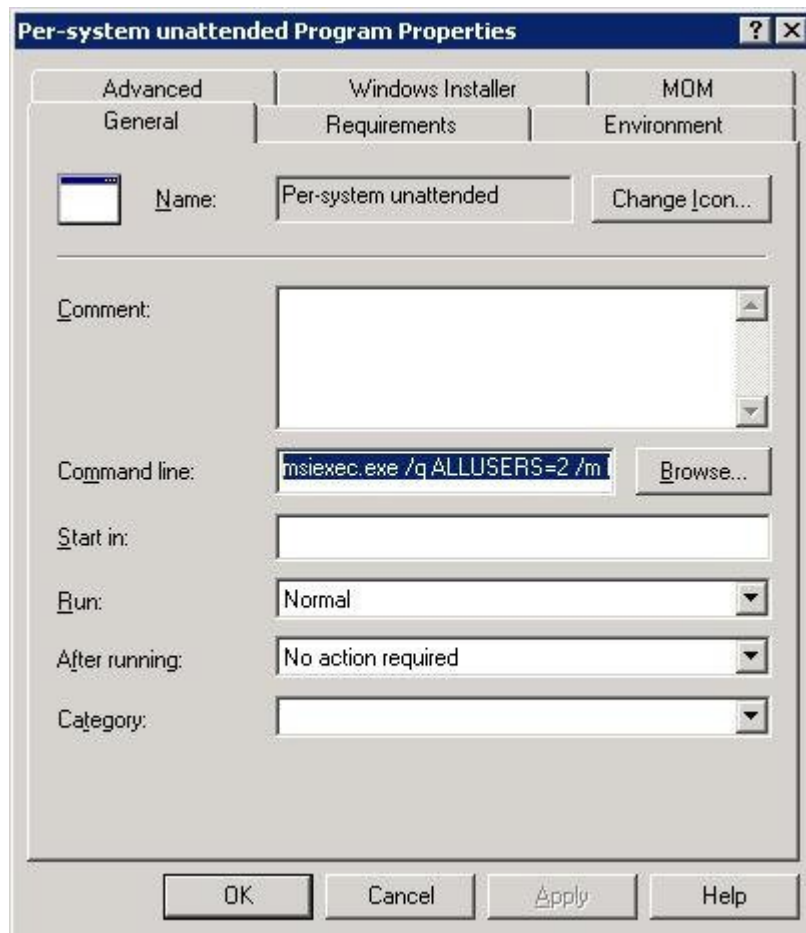 Per-system unattended Program Properties
Advanced Windows Installer MOM
General Requirements Environment
Name: Per-system unattended Change Icon...
Comment:
Command line: msiexec.exe /q ALLUSERS=2 /m Browse...
Start in:
Run: Normal
After running: No action required
Category:
OK Cancel Apply Help